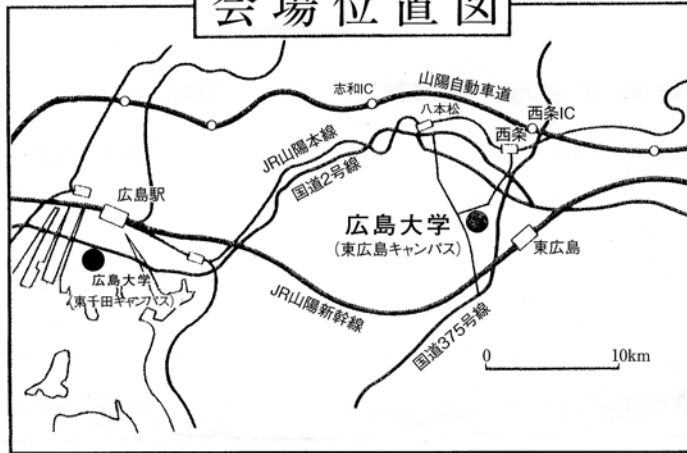 会場位置図
志和IC
山陽自動車道
八本松
西条IC
西条
JR山陽本線
国道2号線
広島駅
広島大学
(東広島キャンパス)
東広島
広島大学
(東千田キャンパス)
JR山陽新幹線
国道375号線
0
10km